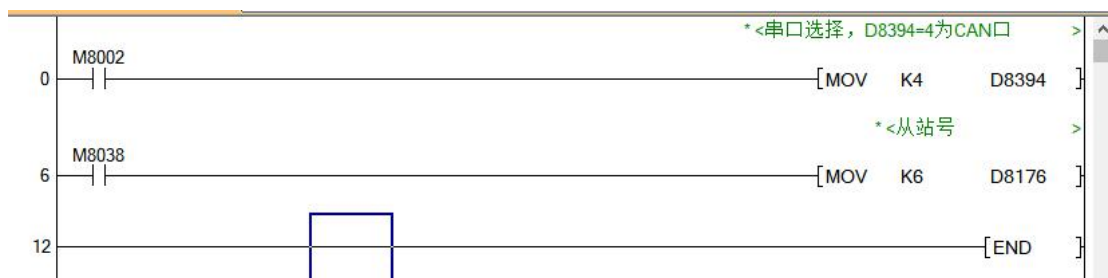 *<串口选择，D8394=4为CAN口 >
M8002
0 [MOV K4 D8394 ]
*<从站号 >
M8038
6 [MOV K6 D8176 ]
12 [END ]